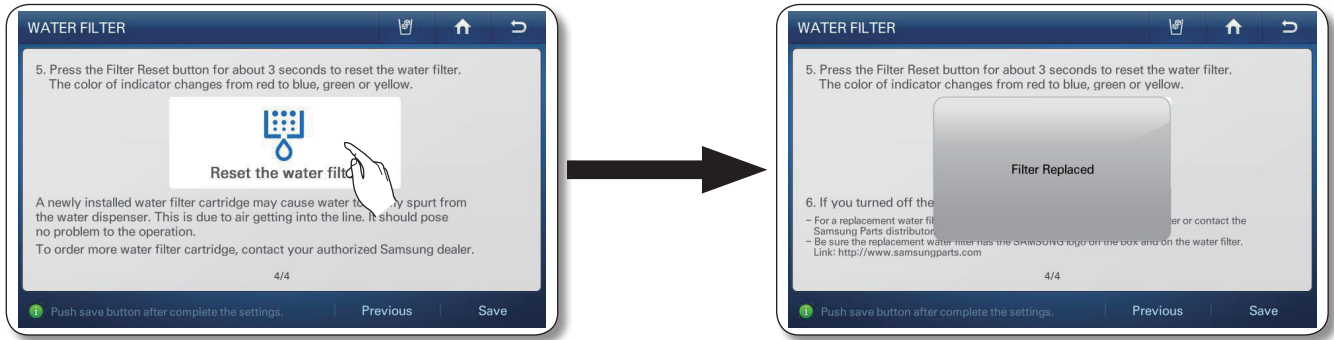 WATER FILTER
5. Press the Filter Reset button for about 3 seconds to reset the water filter.
The color of indicator changes from red to blue, green or yellow.
Reset the water filt
A newly installed water filter cartridge may cause water to y spurt from
the water dispenser. This is due to air getting into the line. It should pose
no problem to the operation.
To order more water filter cartridge, contact your authorized Samsung dealer.
4/4
Push save button after complete the settings.
Previous
Save
WATER FILTER
5. Press the Filter Reset button for about 3 seconds to reset the water filter.
The color of indicator changes from red to blue, green or yellow.
Filter Replaced
6. If you turned off the
- For a replacement water fil er or contact the
Samsung Parts distributor
- Be sure the replacement water filter has the SAMSUNG logo on the box and on the water filter.
Link: http://www.samsungparts.com
4/4
Push save button after complete the settings.
Previous
Save